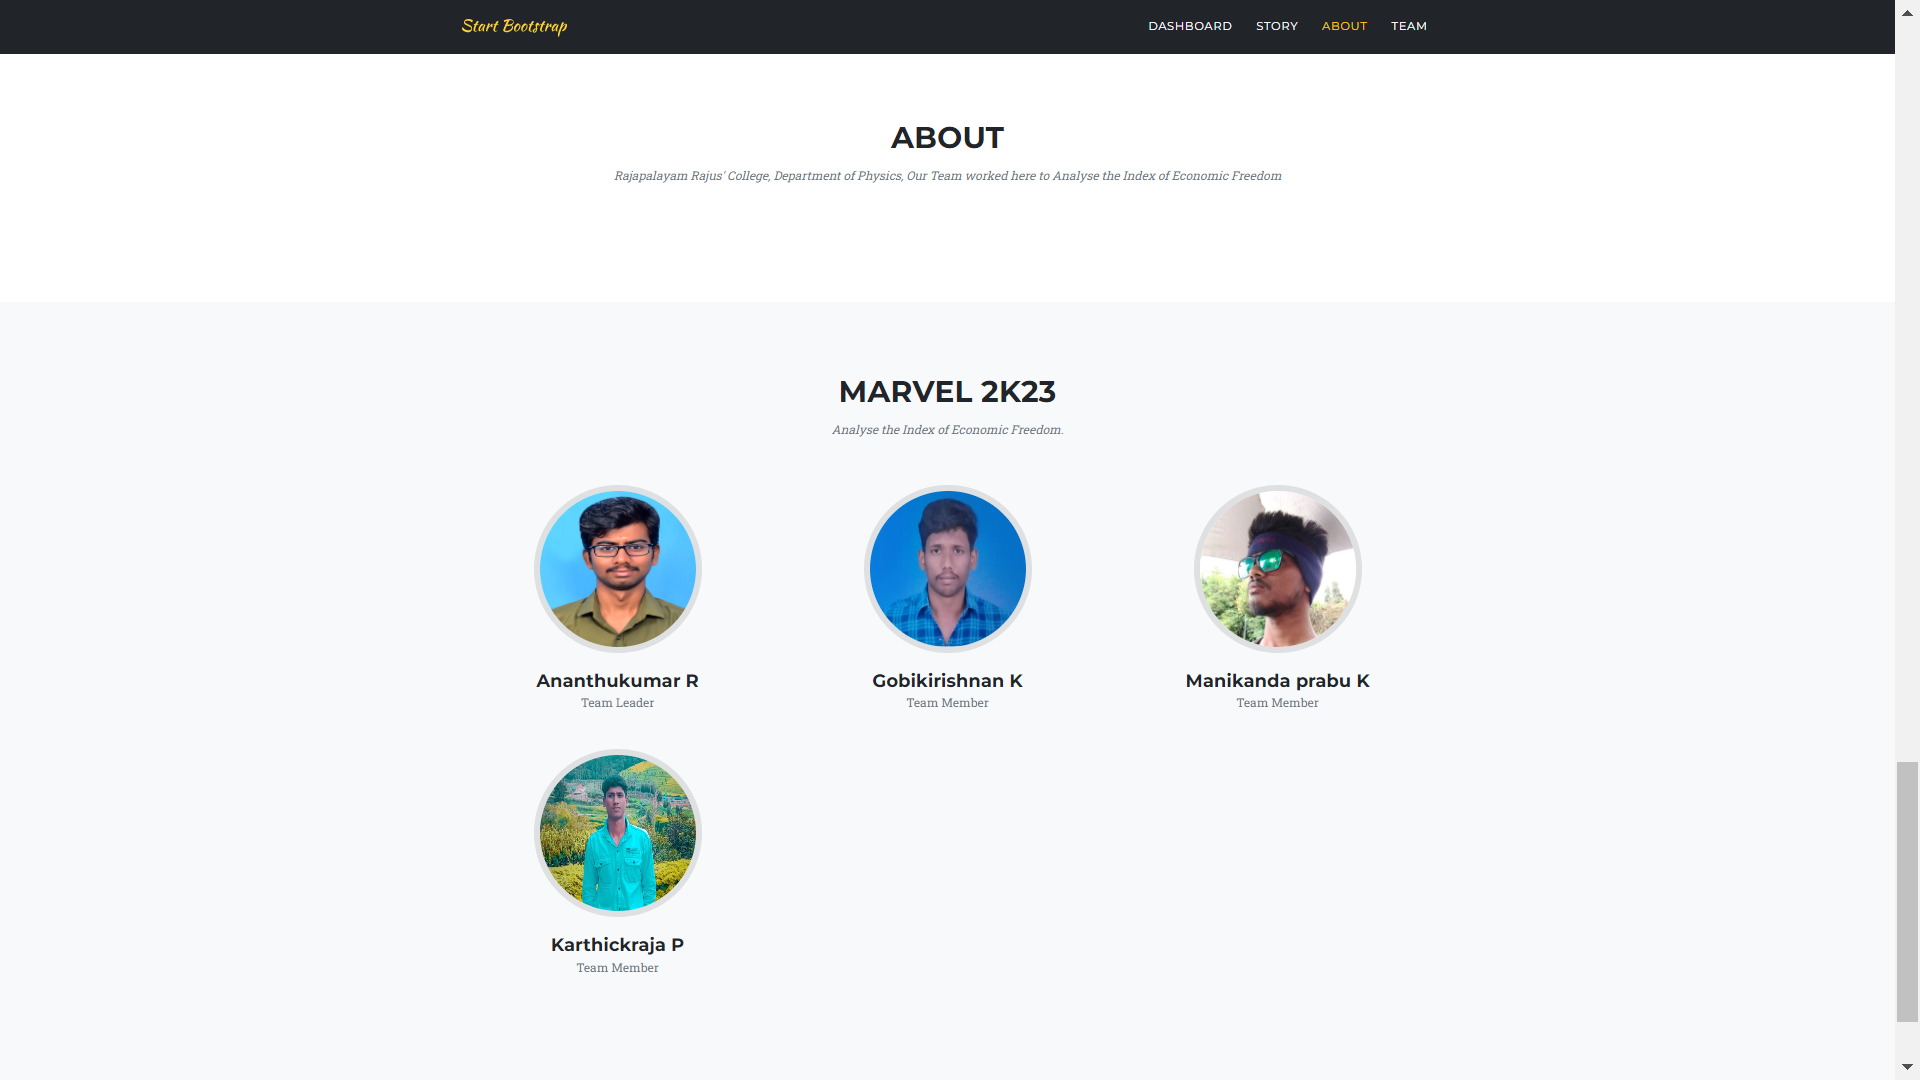 Start Bootstrap
DASHBOARD STORY ABOUT TEAM
ABOUT
Rajapalayam Rajus' College, Department of Physics, Our Team worked here to Analyse the Index of Economic Freedom
MARVEL 2K23
Analyse the Index of Economic Freedom.
Ananthukumar R
Team Leader
Gobikirishnan K
Team Member
Manikanda prabu K
Team Member
Karthickraja P
Team Member